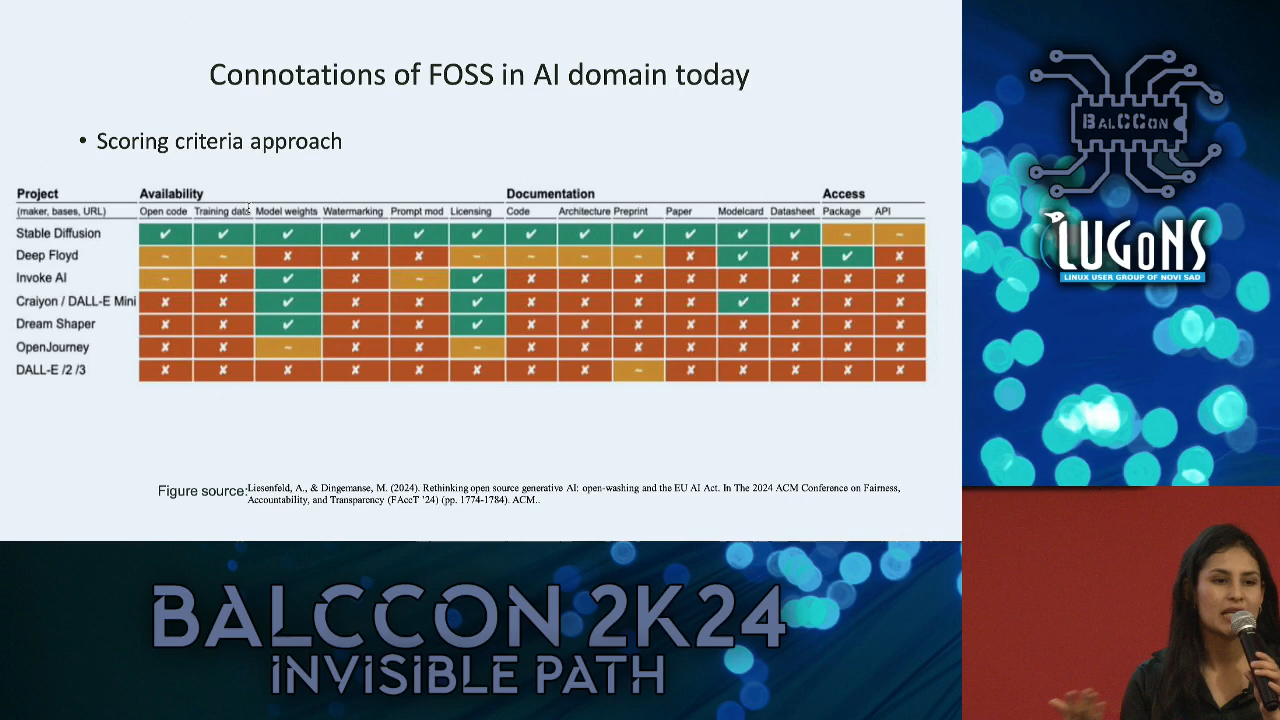 Connotations of FOSS in AI domain today
• Scoring criteria approach
Project Availability Documentation Access
(maker, bases, URL) Open code Training data Model weights Watermarking Prompt mod Licensing Code Architecture Preprint Paper Modelcard Datasheet Package API
Stable Diffusion ✔ ✔ ✔ ✔ ✔ ✔ ✔ ✔ ✔ ✔ ✔ ✔ ~ ~
Deep Floyd ~ ~ ✘ ✘ ✘ ~ ~ ~ ~ ✘ ✔ ✘ ✔ ✘
Invoke AI ~ ✘ ✔ ✘ ~ ✔ ✘ ✘ ✘ ✘ ✘ ✘ ✘ ✘
Craiyon / DALL-E Mini ✘ ✘ ✔ ✘ ✘ ✔ ✘ ✘ ✘ ✘ ✔ ✘ ✘ ✘
Dream Shaper ✘ ✘ ✔ ✘ ✘ ✔ ✘ ✘ ✘ ✘ ✘ ✘ ✘ ✘
OpenJourney ✘ ✘ ~ ✘ ✘ ~ ✘ ✘ ✘ ✘ ✘ ✘ ✘ ✘
DALL-E /2 /3 ✘ ✘ ✘ ✘ ✘ ✘ ✘ ✘ ~ ✘ ✘ ✘ ✘ ✘
Figure source: Liesenfeld, A., & Dingemanse, M. (2024). Rethinking open source generative AI: open-washing and the EU AI Act. In The 2024 ACM Conference on Fairness,
Accountability, and Transparency (FAccT '24) (pp. 1774-1784). ACM..
BALCCON
LUGONS
LINUX USER GROUP OF NOVI SAD
BALCCON 2K24
INVISIBLE PATH